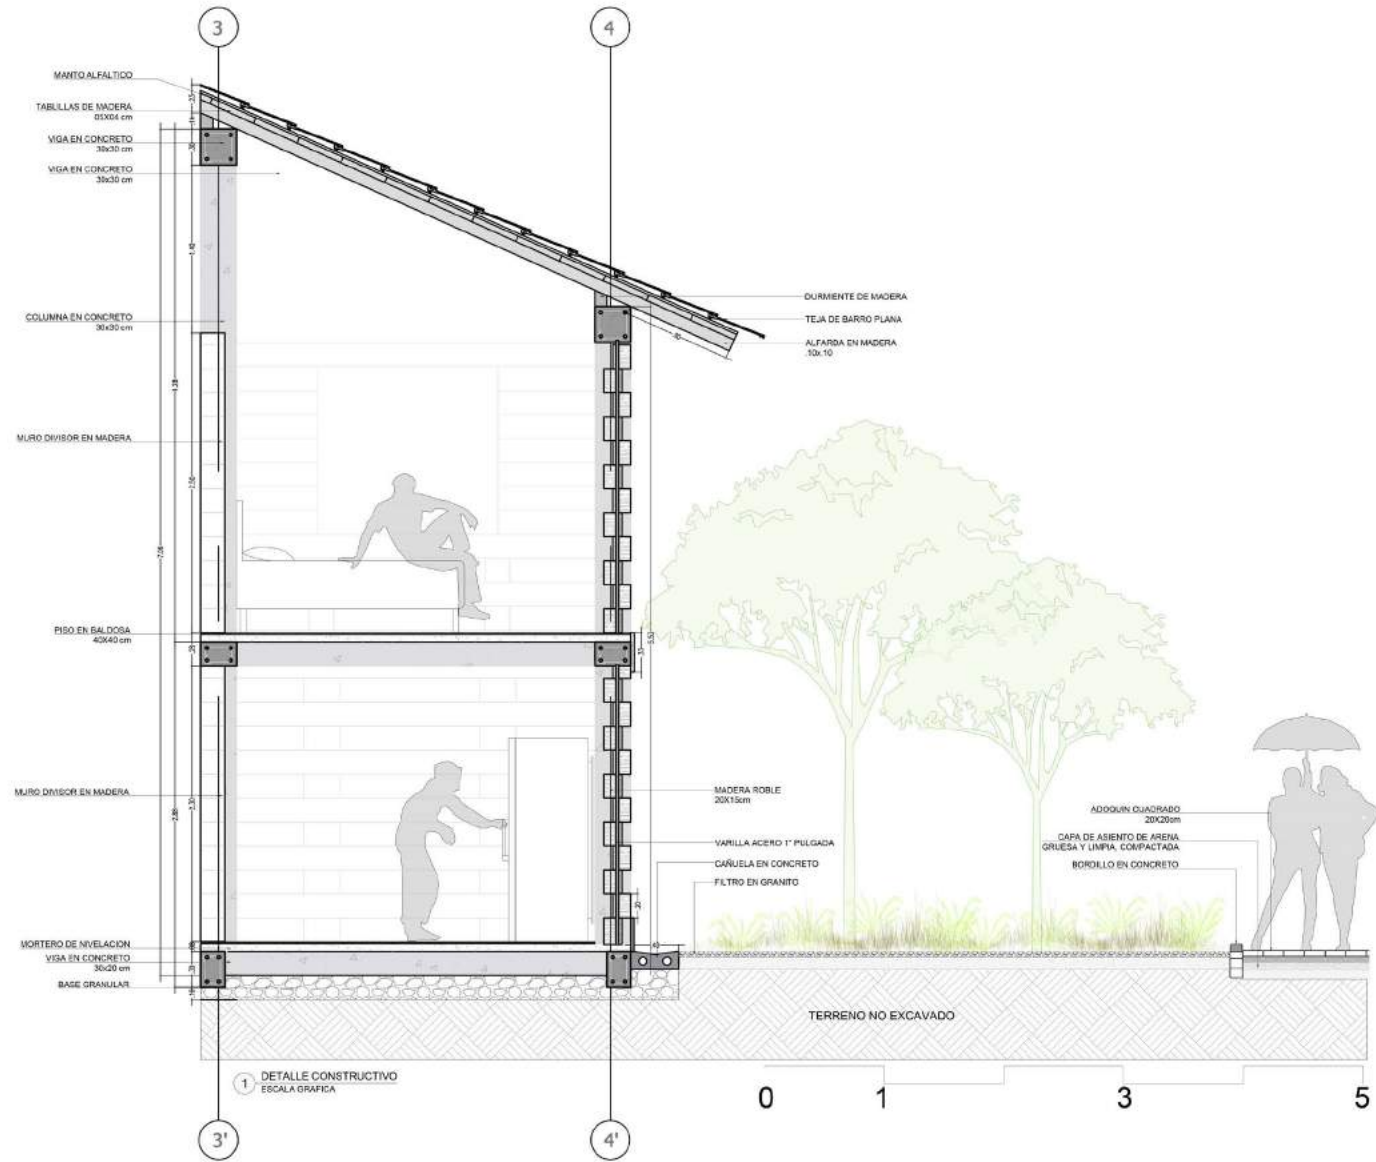 3
4
MANTO ALFALTICO
TABLILLAS DE MADERA
05X04 cm
VIGA EN CONCRETO
30x30 cm
VIGA EN CONCRETO
30x30 cm
COLUMNA EN CONCRETO
30x30 cm
MURO DIVISOR EN MADERA
PISO EN BALDOSA
40X40 cm
MURO DIVISOR EN MADERA
MORTERO DE NIVELACION
VIGA EN CONCRETO
30x20 cm
BASE GRANULAR
DURMIENTE DE MADERA
TEJA DE BARRO PLANA
ALFARDA EN MADERA
.10x.10
MADERA ROBLE
20X15cm
VARILLA ACERO 1" PULGADA
CAÑUELA EN CONCRETO
FILTRO EN GRANITO
ADOQUIN CUADRADO
20X20cm
CAPA DE ASIENTO DE ARENA
GRUESA Y LIMPIA, COMPACTADA
BORDILLO EN CONCRETO
TERRENO NO EXCAVADO
1
DETALLE CONSTRUCTIVO
ESCALA GRAFICA
0 1 3 5
3'
4'